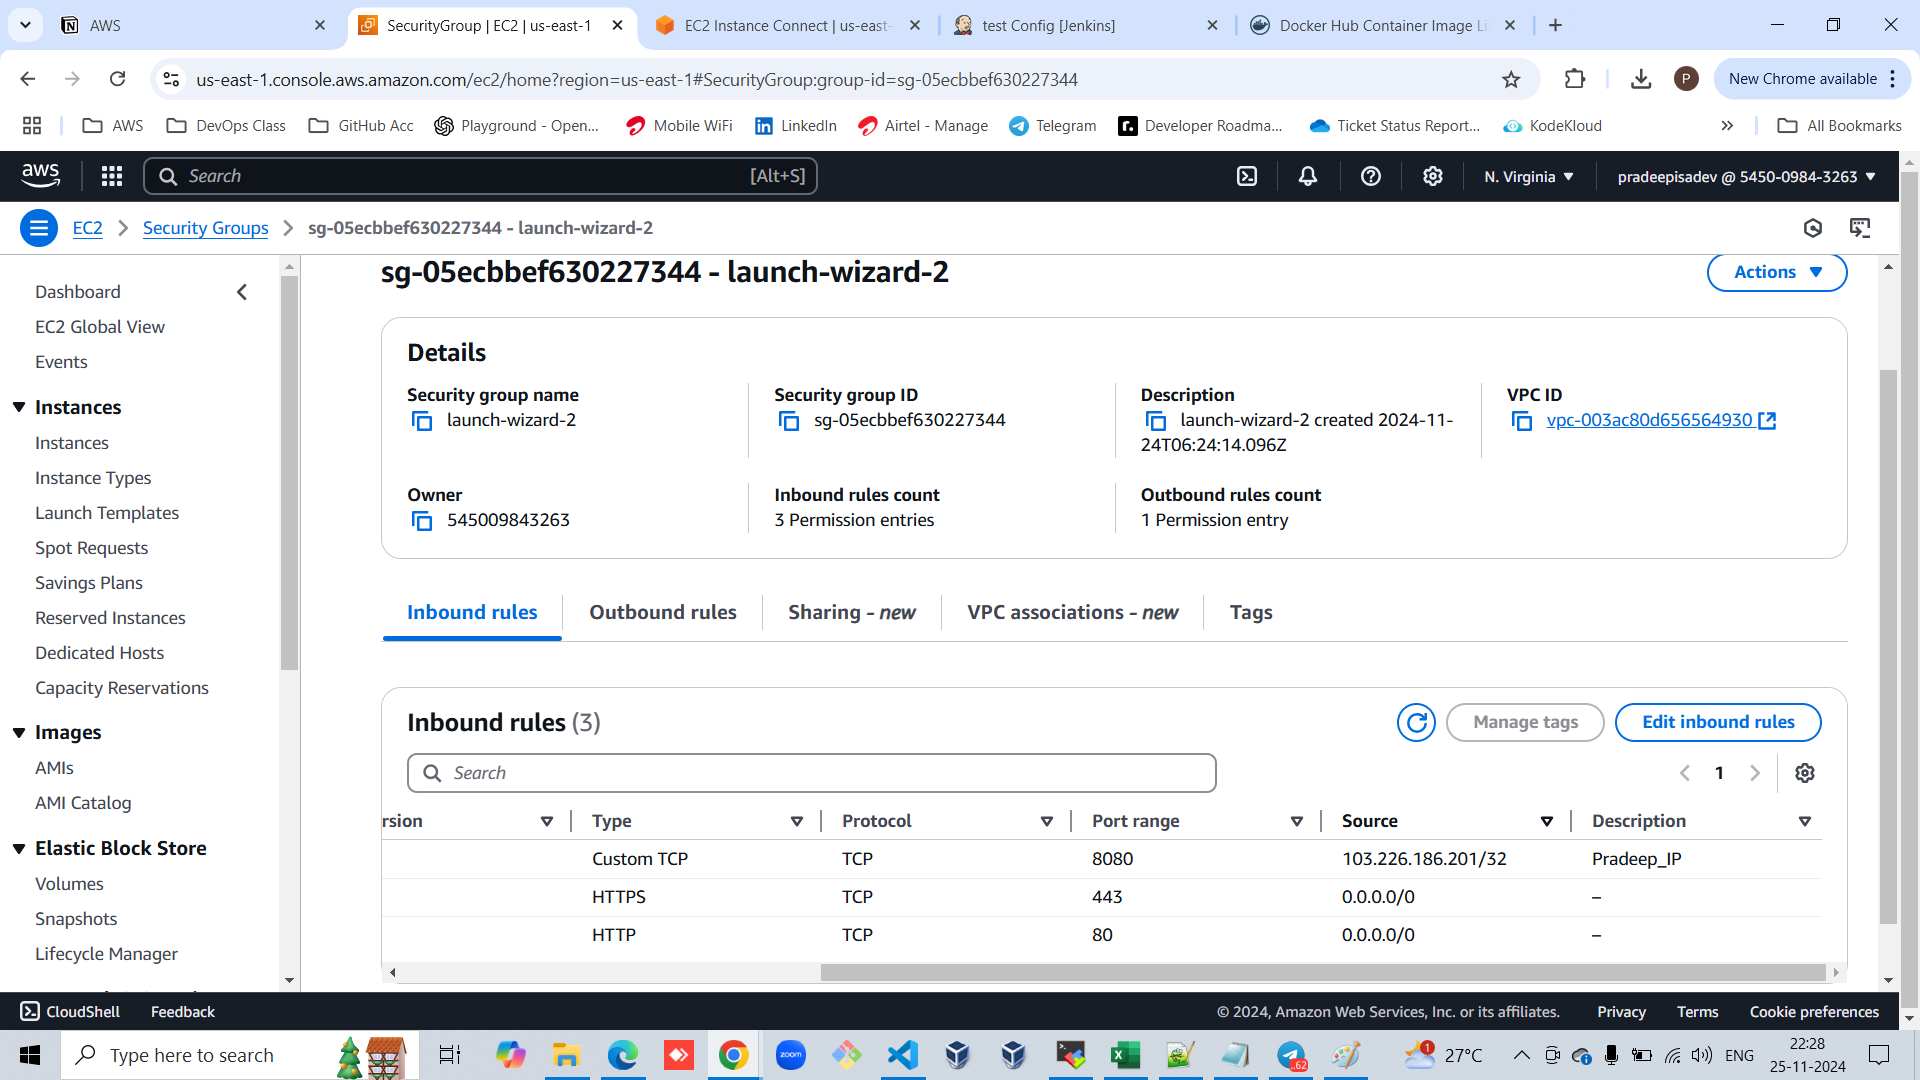 AWS
SecurityGroup | EC2 | us-east-1
EC2 Instance Connect | us-east-
test Config [Jenkins]
Docker Hub Container Image Li
us-east-1.console.aws.amazon.com/ec2/home?region=us-east-1#SecurityGroup:group-id=sg-05ecbbef630227344
P
New Chrome available
AWS
DevOps Class
GitHub Acc
Playground - Open...
Mobile WiFi
LinkedIn
Airtel - Manage
Telegram
Developer Roadma...
Ticket Status Report...
KodeKloud
All Bookmarks
aws
Search
[Alt+S]
N. Virginia
pradeepisadev @ 5450-0984-3263
EC2
Security Groups
sg-05ecbbef630227344 - launch-wizard-2
Dashboard
EC2 Global View
Events
Instances
Instances
Instance Types
Launch Templates
Spot Requests
Savings Plans
Reserved Instances
Dedicated Hosts
Capacity Reservations
Images
AMIs
AMI Catalog
Elastic Block Store
Volumes
Snapshots
Lifecycle Manager
sg-05ecbbef630227344 - launch-wizard-2
Actions
Details
Security group name
launch-wizard-2
Security group ID
sg-05ecbbef630227344
Description
launch-wizard-2 created 2024-11-
24T06:24:14.096Z
VPC ID
vpc-003ac80d656564930
Owner
545009843263
Inbound rules count
3 Permission entries
Outbound rules count
1 Permission entry
Inbound rules
Outbound rules
Sharing - new
VPC associations - new
Tags
Inbound rules (3)
Manage tags
Edit inbound rules
Search
1
rsion
Type
Protocol
Port range
Source
Description
Custom TCP
TCP
8080
103.226.186.201/32
Pradeep_IP
HTTPS
TCP
443
0.0.0.0/0
–
HTTP
TCP
80
0.0.0.0/0
–
CloudShell
Feedback
© 2024, Amazon Web Services, Inc. or its affiliates.
Privacy
Terms
Cookie preferences
Type here to search
zoom
62
1
27°C
ENG
22:28
25-11-2024